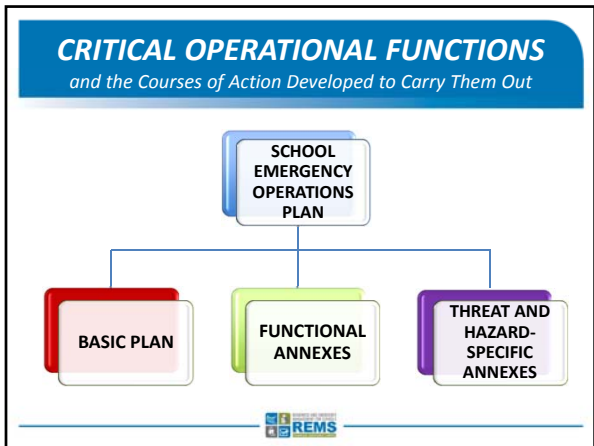 CRITICAL OPERATIONAL FUNCTIONS
and the Courses of Action Developed to Carry Them Out
SCHOOL
EMERGENCY
OPERATIONS
PLAN
BASIC PLAN
FUNCTIONAL
ANNEXES
THREAT AND
HAZARD-
SPECIFIC
ANNEXES
REMS